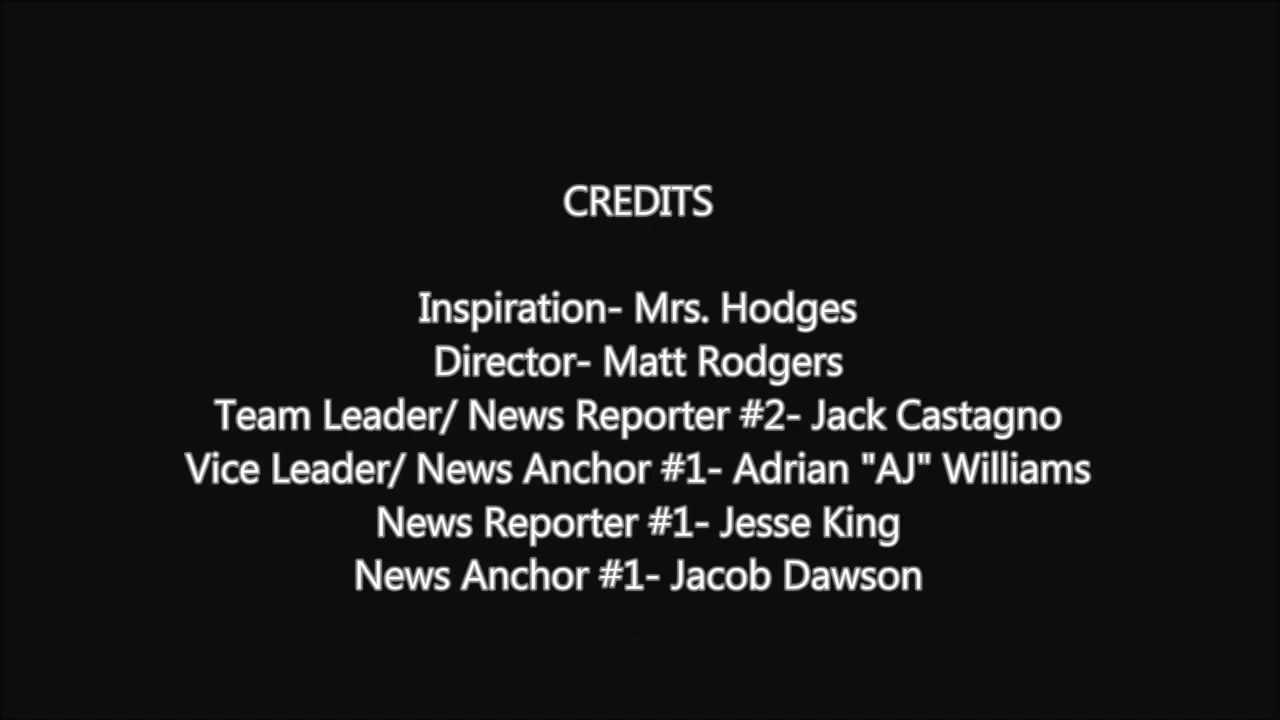 CREDITS
Inspiration- Mrs. Hodges
Director- Matt Rodgers
Team Leader/ News Reporter #2- Jack Castagno
Vice Leader/ News Anchor #1- Adrian "AJ" Williams
News Reporter #1- Jesse King
News Anchor #1- Jacob Dawson